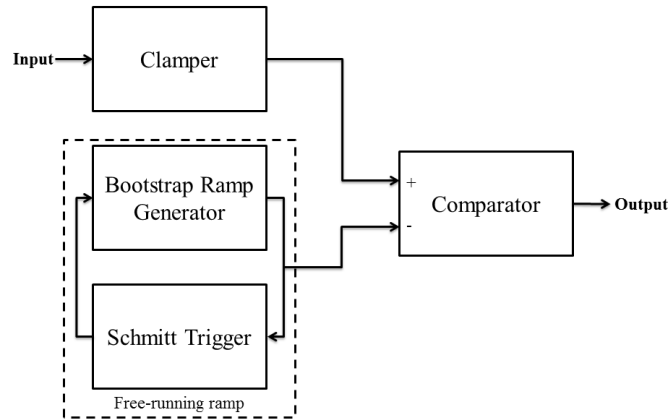 Input
Clamper
Bootstrap Ramp
Generator
Schmitt Trigger
Free-running ramp
+
-
Comparator
Output